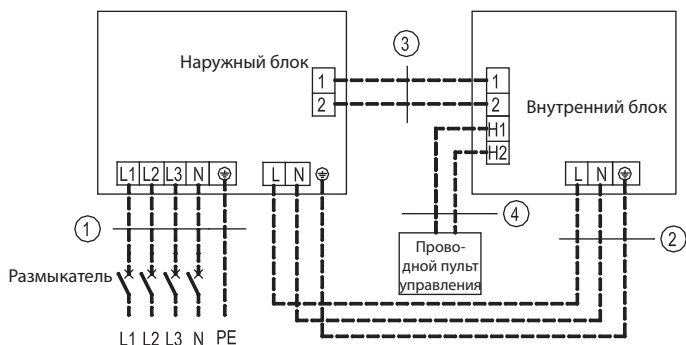 Наружный блок
1
2
3
1
2
H1
H2
Внутренний блок
L1 L2 L3 N
L N
L N
1
4
2
Прово-
дной пульт
управления
Размыкатель
L1 L2 L3 N PE